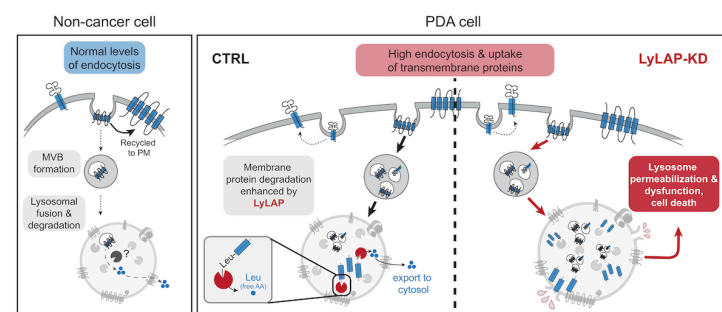 Non-cancer cell
PDA cell
Normal levels
of endocytosis
Recycled
to PM
MVB
formation
Lysosomal
fusion &
degradation
?
CTRL
High endocytosis & uptake
of transmembrane proteins
LyLAP-KD
Membrane
protein degradation
enhanced by
LyLAP
Leu-
Leu
(free AA)
export to
cytosol
Lysosome
permeabilization &
dysfunction,
cell death